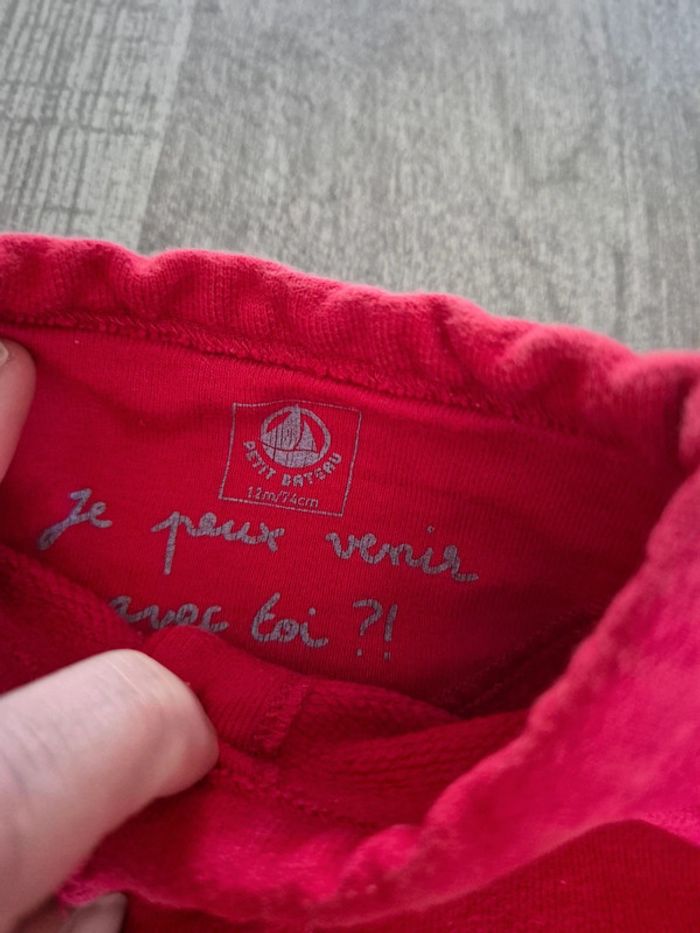 PETIT BATEAU
12m/74cm
Je peux venir
avec toi ?!